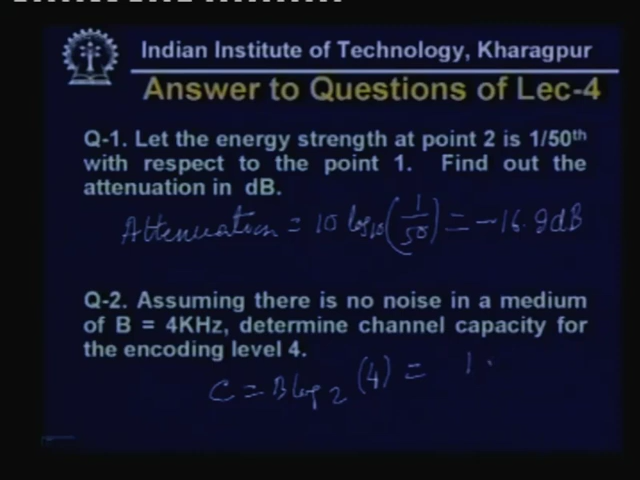 Indian Institute of Technology, Kharagpur
Answer to Questions of Lec-4
Q-1. Let the energy strength at point 2 is 1/50th
with respect to the point 1. Find out the
attenuation in dB.
Attenuation = 10 log10(1/50) = -16.9dB
Q-2. Assuming there is no noise in a medium
of B = 4KHz, determine channel capacity for
the encoding level 4.
C = B log2 (4) = 1